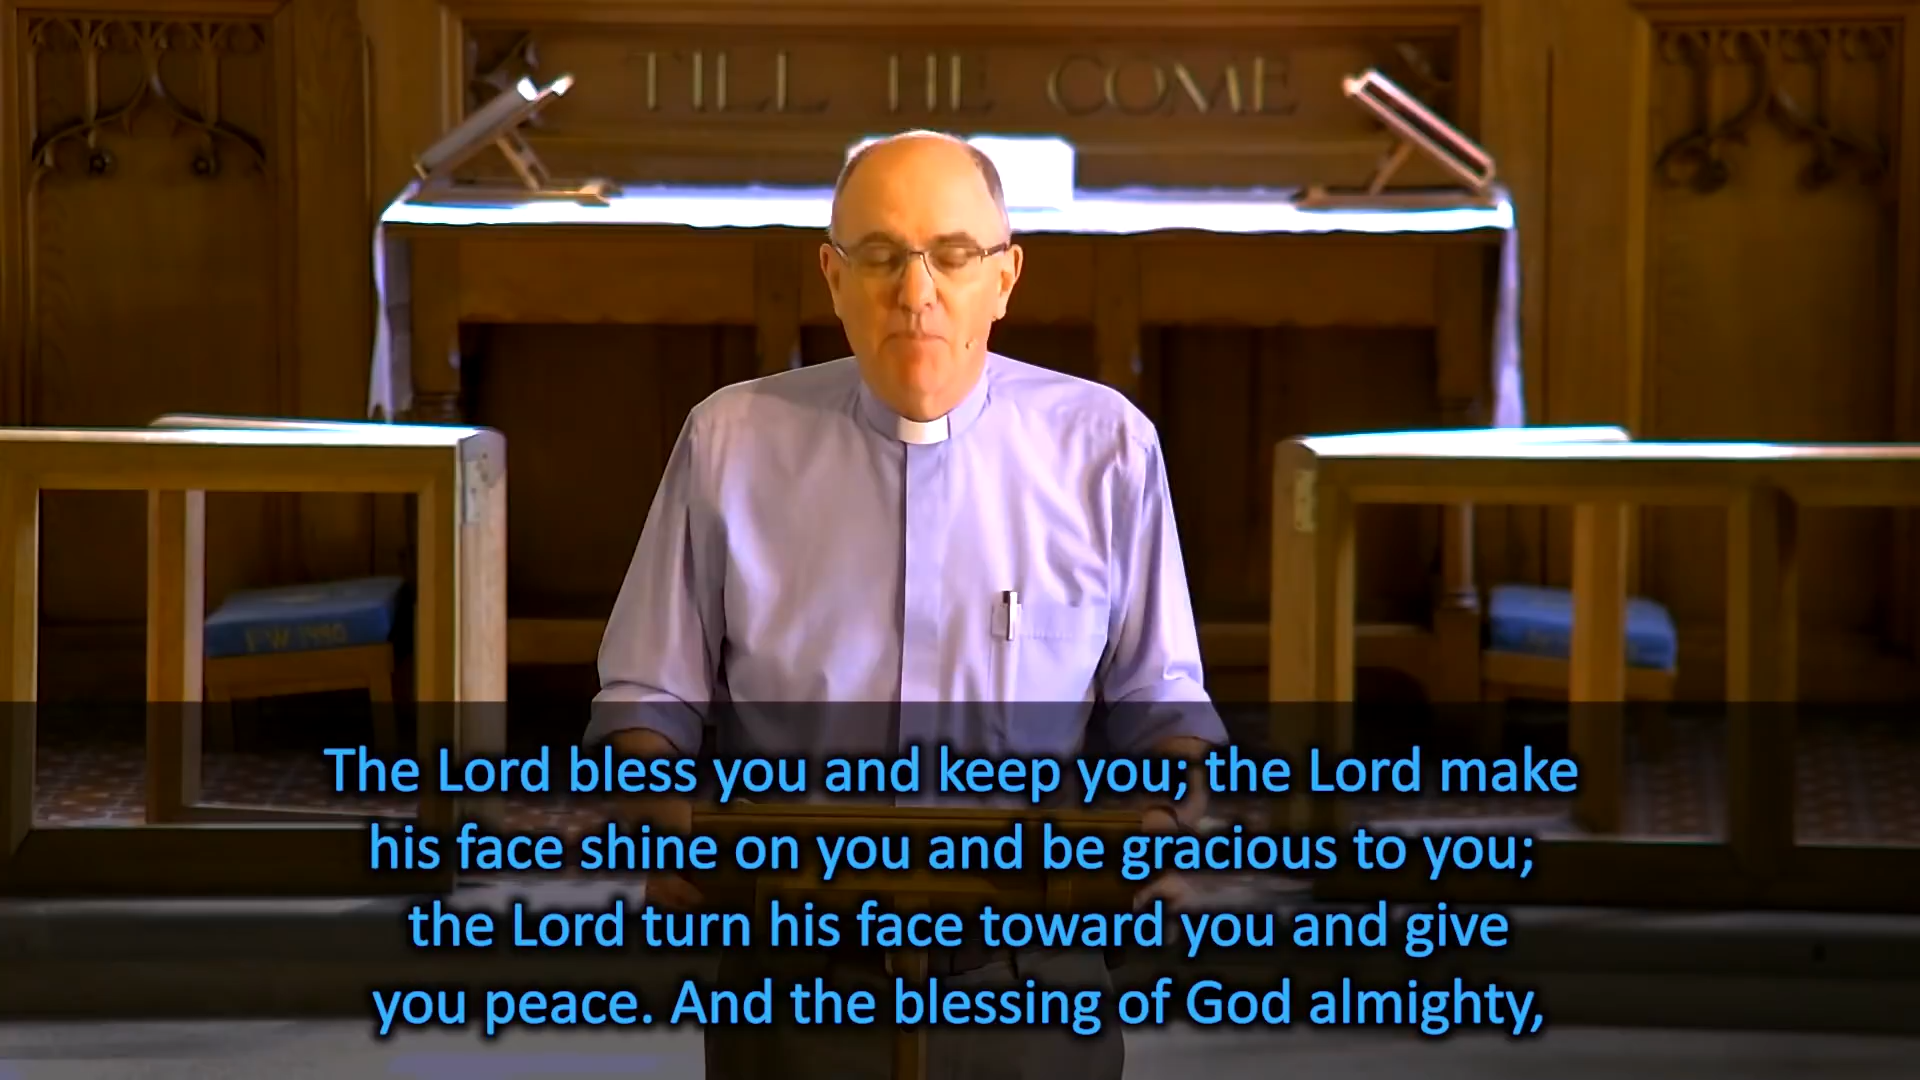 TILL HE COME
F.W. 1990
The Lord bless you and keep you; the Lord make
his face shine on you and be gracious to you;
the Lord turn his face toward you and give
you peace. And the blessing of God almighty,